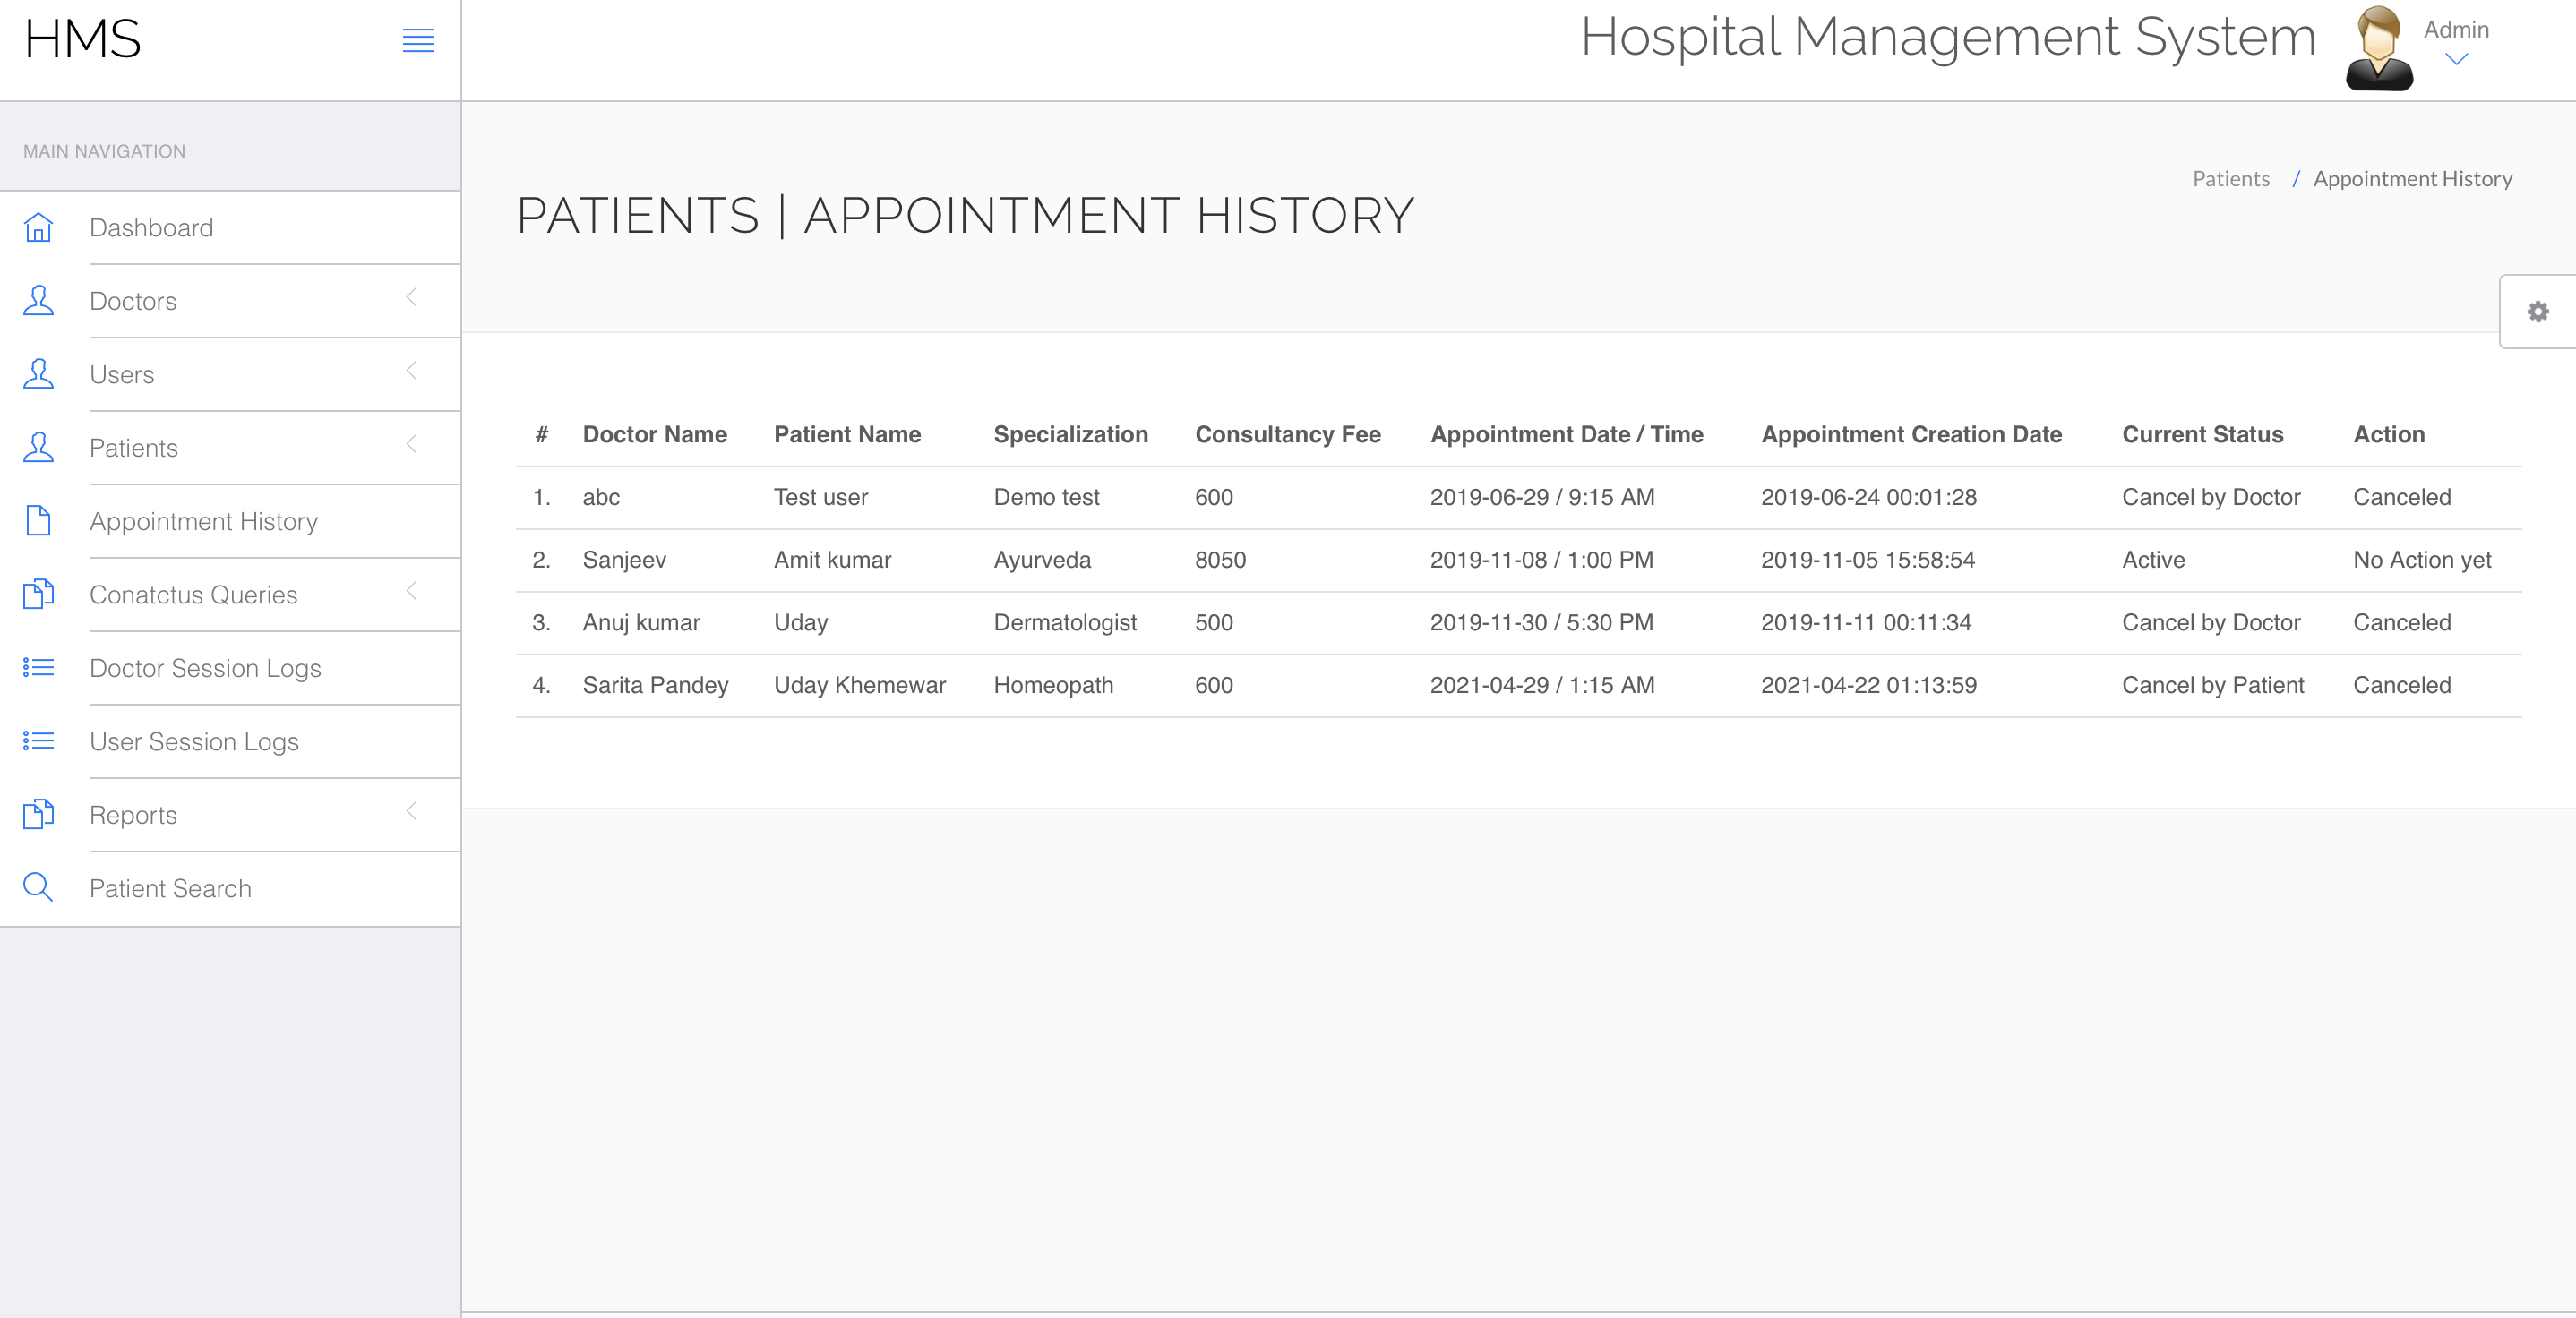 HMS
Hospital Management System
Admin
MAIN NAVIGATION
Dashboard
Doctors
Users
Patients
Appointment History
Conatctus Queries
Doctor Session Logs
User Session Logs
Reports
Patient Search
PATIENTS | APPOINTMENT HISTORY
Patients / Appointment History
# Doctor Name Patient Name Specialization Consultancy Fee Appointment Date / Time Appointment Creation Date Current Status Action
1. abc Test user Demo test 600 2019-06-29 / 9:15 AM 2019-06-24 00:01:28 Cancel by Doctor Canceled
2. Sanjeev Amit kumar Ayurveda 8050 2019-11-08 / 1:00 PM 2019-11-05 15:58:54 Active No Action yet
3. Anuj kumar Uday Dermatologist 500 2019-11-30 / 5:30 PM 2019-11-11 00:11:34 Cancel by Doctor Canceled
4. Sarita Pandey Uday Khemewar Homeopath 600 2021-04-29 / 1:15 AM 2021-04-22 01:13:59 Cancel by Patient Canceled